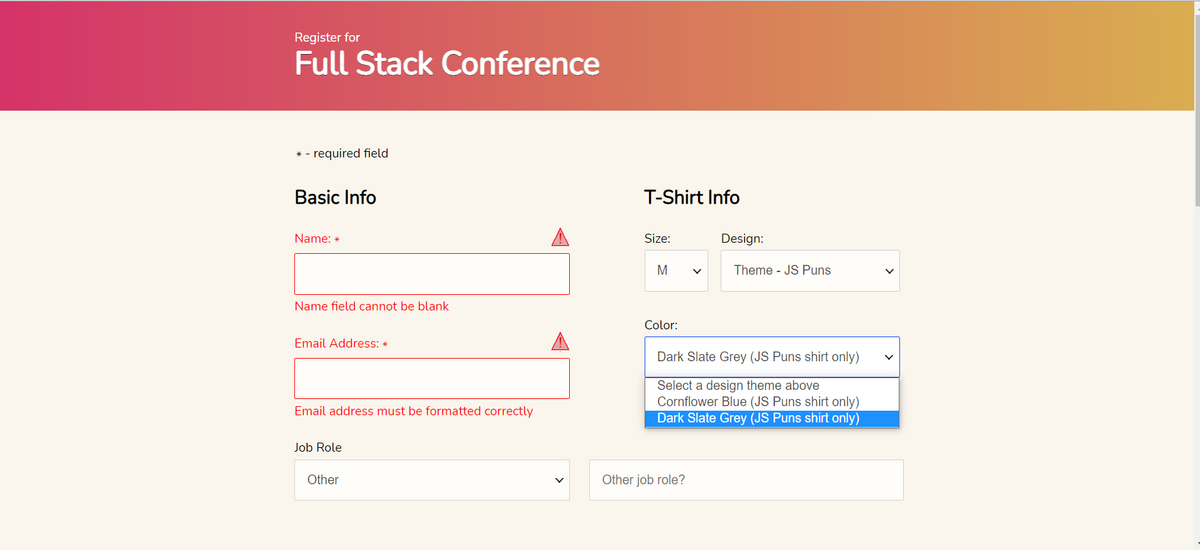 Register for
Full Stack Conference
* - required field
Basic Info
Name: *
Name field cannot be blank
Email Address: *
Email address must be formatted correctly
Job Role
Other
Other job role?
T-Shirt Info
Size:
M
Design:
Theme - JS Puns
Color:
Dark Slate Grey (JS Puns shirt only)
Select a design theme above
Cornflower Blue (JS Puns shirt only)
Dark Slate Grey (JS Puns shirt only)